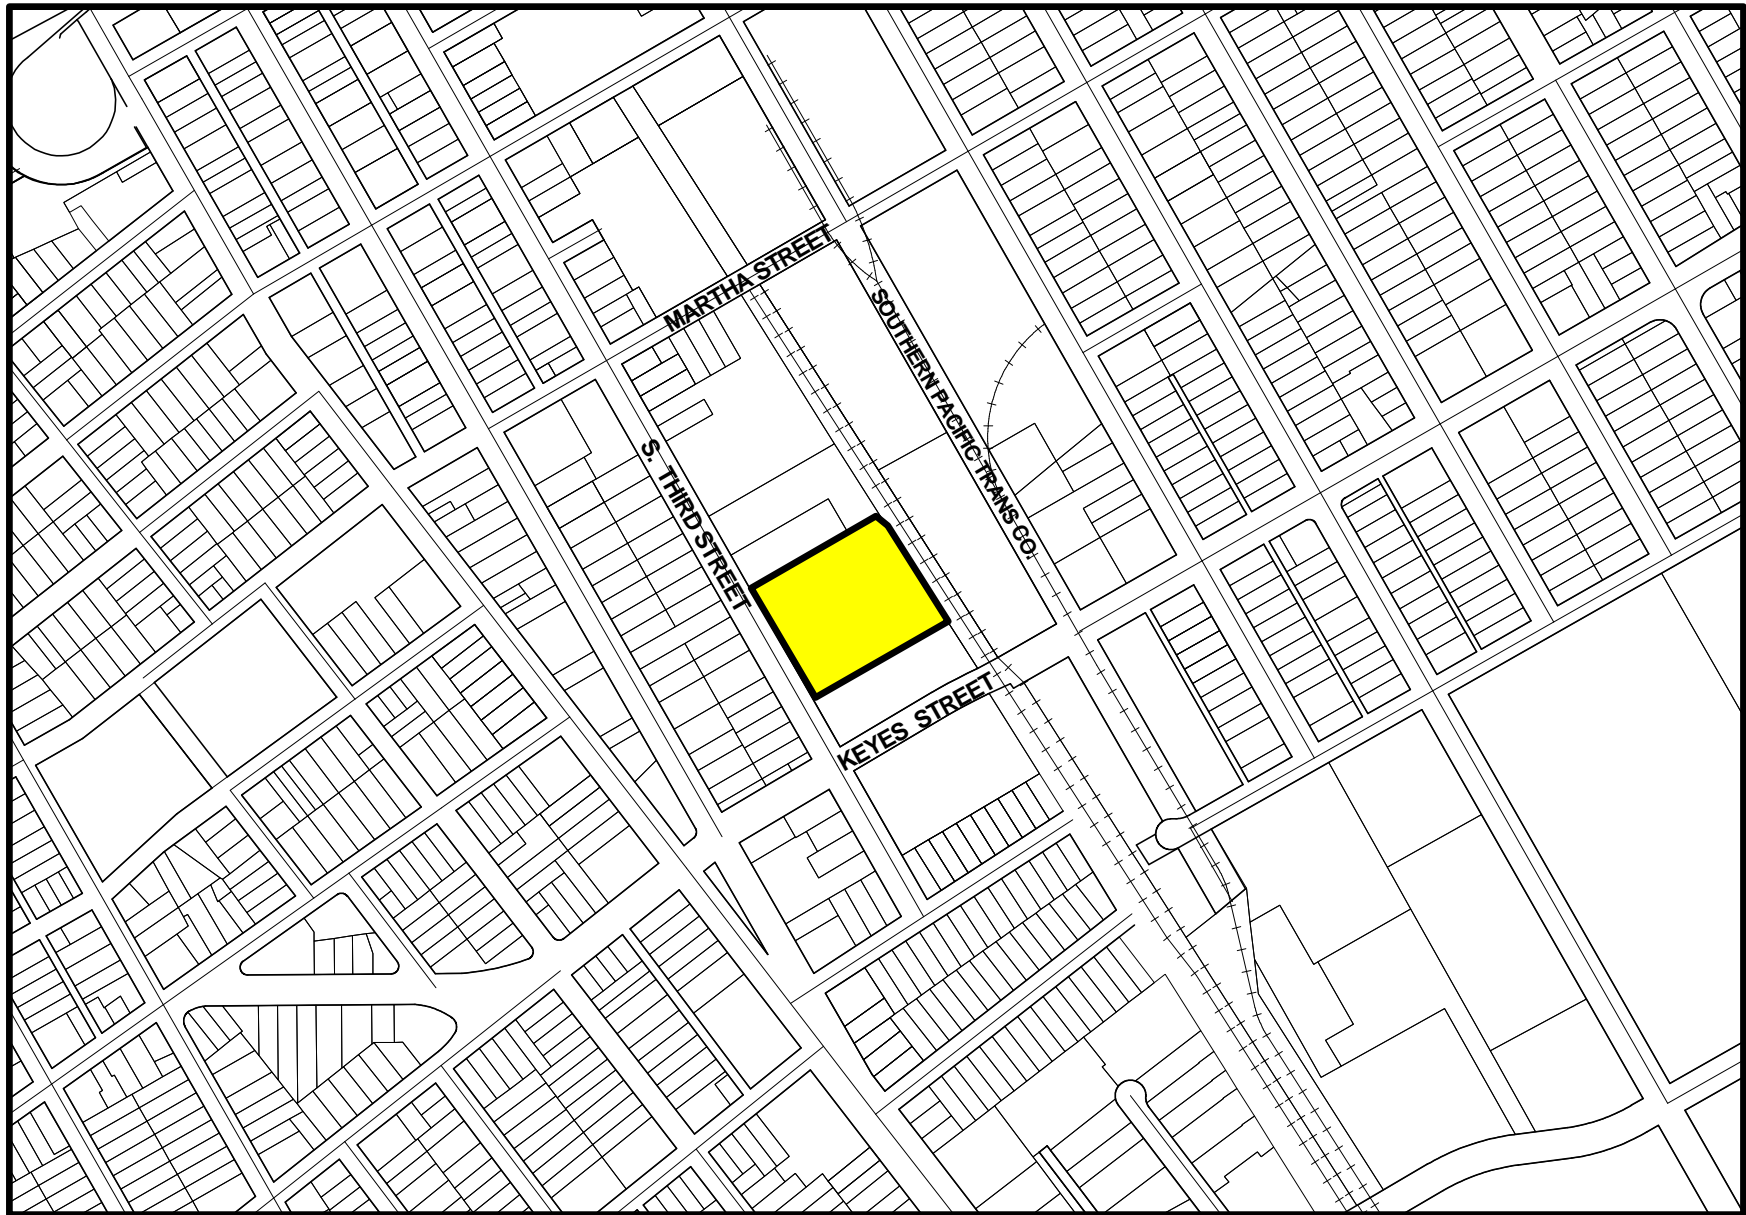 MARTHA STREET
SOUTHERN PACIFIC TRANS CO.
S. THIRD STREET
KEYES STREET